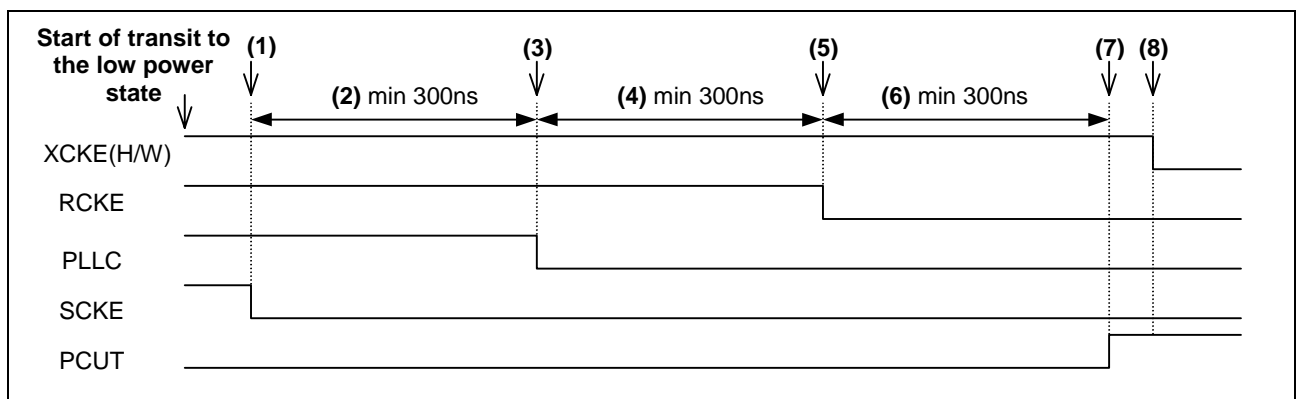 Start of transit to
the low power
state
(1)
(3)
(5)
(7) (8)
(2) min 300ns
(4) min 300ns
(6) min 300ns
XCKE(H/W)
RCKE
PLLC
SCKE
PCUT